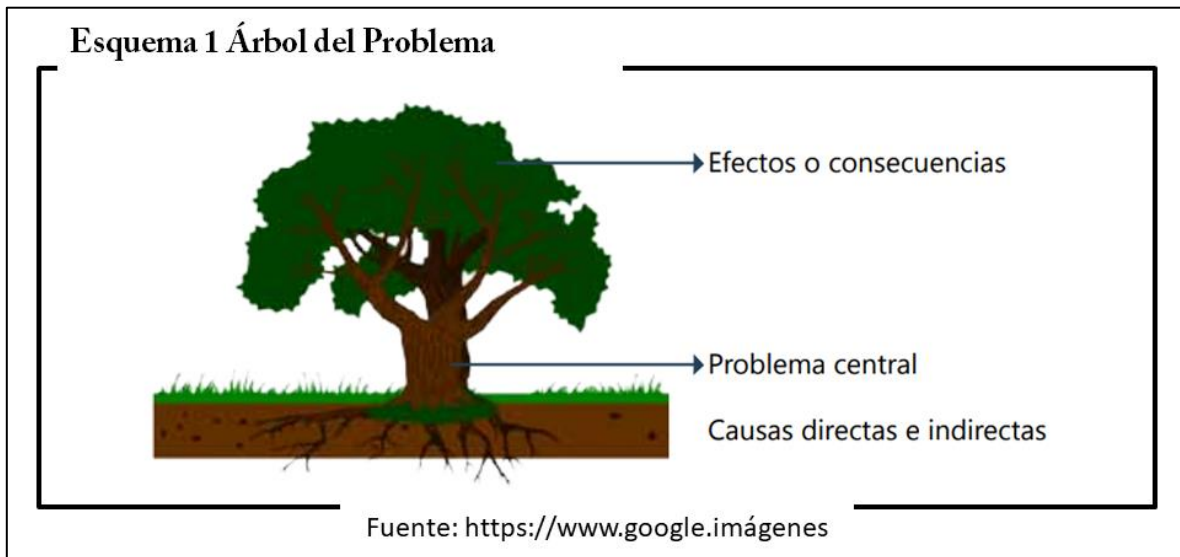 Esquema 1 Árbol del Problema
Efectos o consecuencias
Problema central
Causas directas e indirectas
Fuente: https://www.google.imágenes